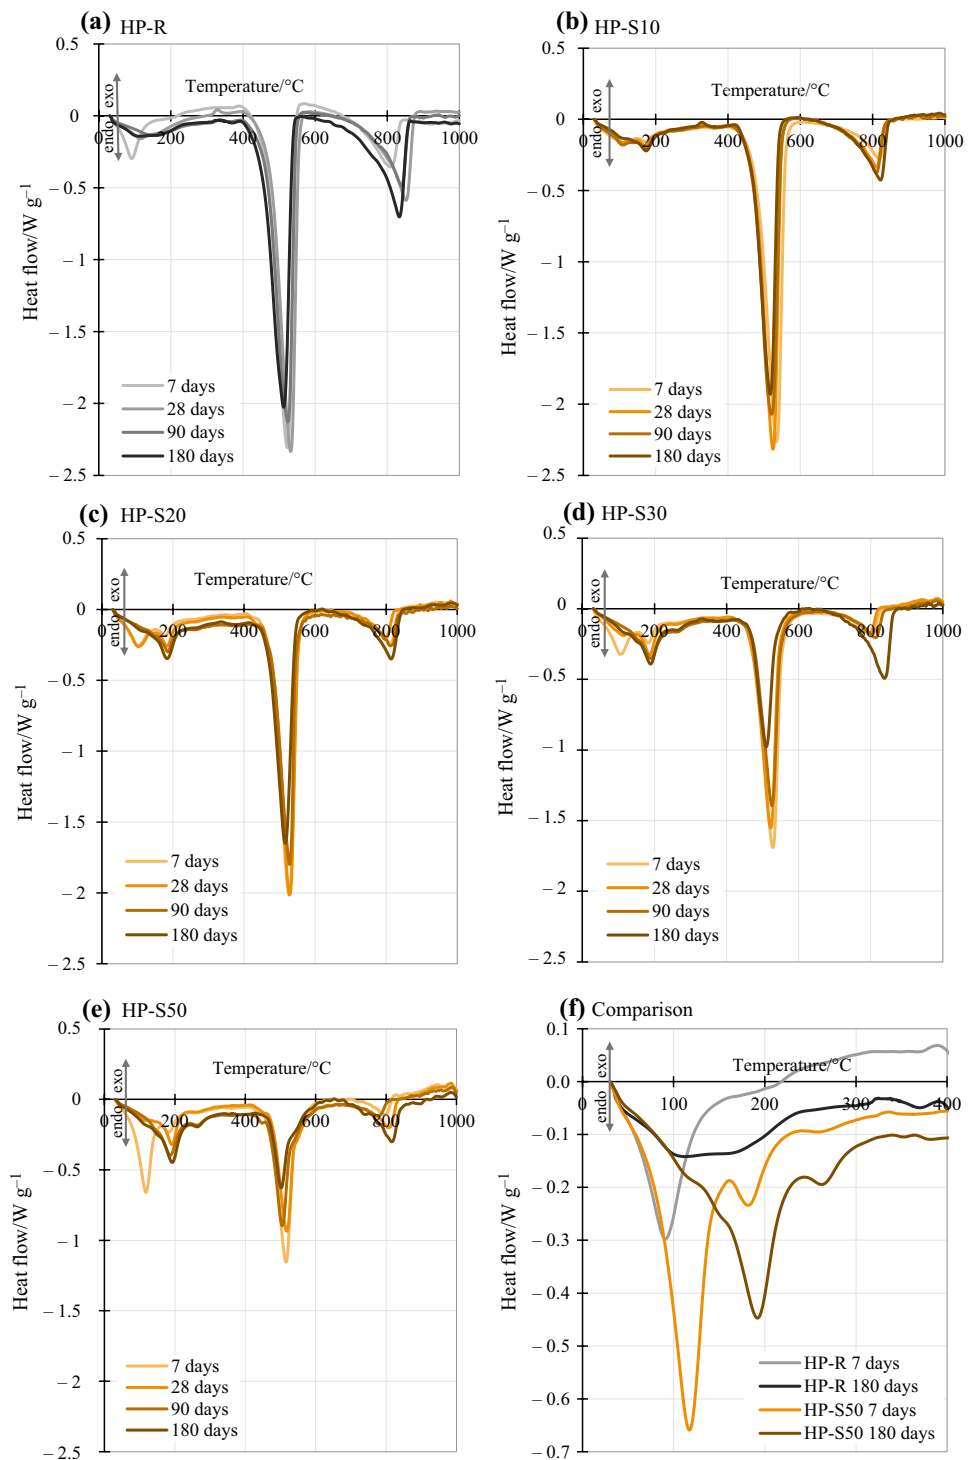 (a) HP-R
0.5
Temperature/°C
exo
endo
0
0 200 400 600 800 1000
– 0.5
– 1
– 1.5
– 2
– 2.5
Heat flow/W g–1
7 days
28 days
90 days
180 days
(b) HP-S10
0.5
Temperature/°C
exo
endo
0
0 200 400 600 800 1000
– 0.5
– 1
– 1.5
– 2
– 2.5
Heat flow/W g–1
7 days
28 days
90 days
180 days
(c) HP-S20
0.5
Temperature/°C
exo
endo
0
0 200 400 600 800 1000
– 0.5
– 1
– 1.5
– 2
– 2.5
Heat flow/W g–1
7 days
28 days
90 days
180 days
(d) HP-S30
0.5
Temperature/°C
exo
endo
0
0 200 400 600 800 1000
– 0.5
– 1
– 1.5
– 2
– 2.5
Heat flow/W g–1
7 days
28 days
90 days
180 days
(e) HP-S50
0.5
Temperature/°C
exo
endo
0
0 200 400 600 800 1000
– 0.5
– 1
– 1.5
– 2
– 2.5
Heat flow/W g–1
7 days
28 days
90 days
180 days
(f) Comparison
0.1
Temperature/°C
exo
endo
0.0
0 100 200 300 400
– 0.1
– 0.2
– 0.3
– 0.4
– 0.5
– 0.6
– 0.7
Heat flow/W g–1
HP-R 7 days
HP-R 180 days
HP-S50 7 days
HP-S50 180 days